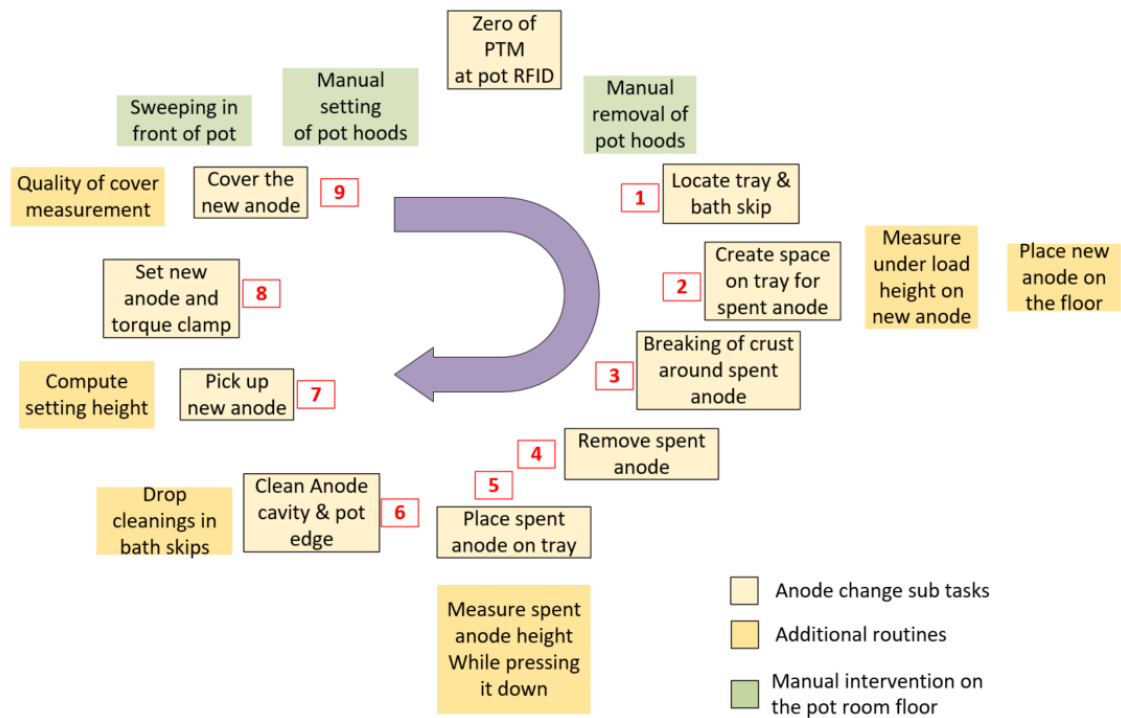 Zero of
PTM
at pot RFID
Manual
setting
of pot hoods
Manual
removal of
pot hoods
Sweeping in
front of pot
Quality of cover
measurement
Cover the
new anode
9
1
Locate tray &
bath skip
Set new
anode and
torque clamp
8
2
Create space
on tray for
spent anode
Measure
under load
height on
new anode
Place new
anode on
the floor
Compute
setting height
Pick up
new anode
7
3
Breaking of crust
around spent
anode
4
Remove spent
anode
5
Place spent
anode on tray
Drop
cleanings in
bath skips
Clean Anode
cavity & pot
edge
6
Measure spent
anode height
While pressing
it down
Anode change sub tasks
Additional routines
Manual intervention on
the pot room floor